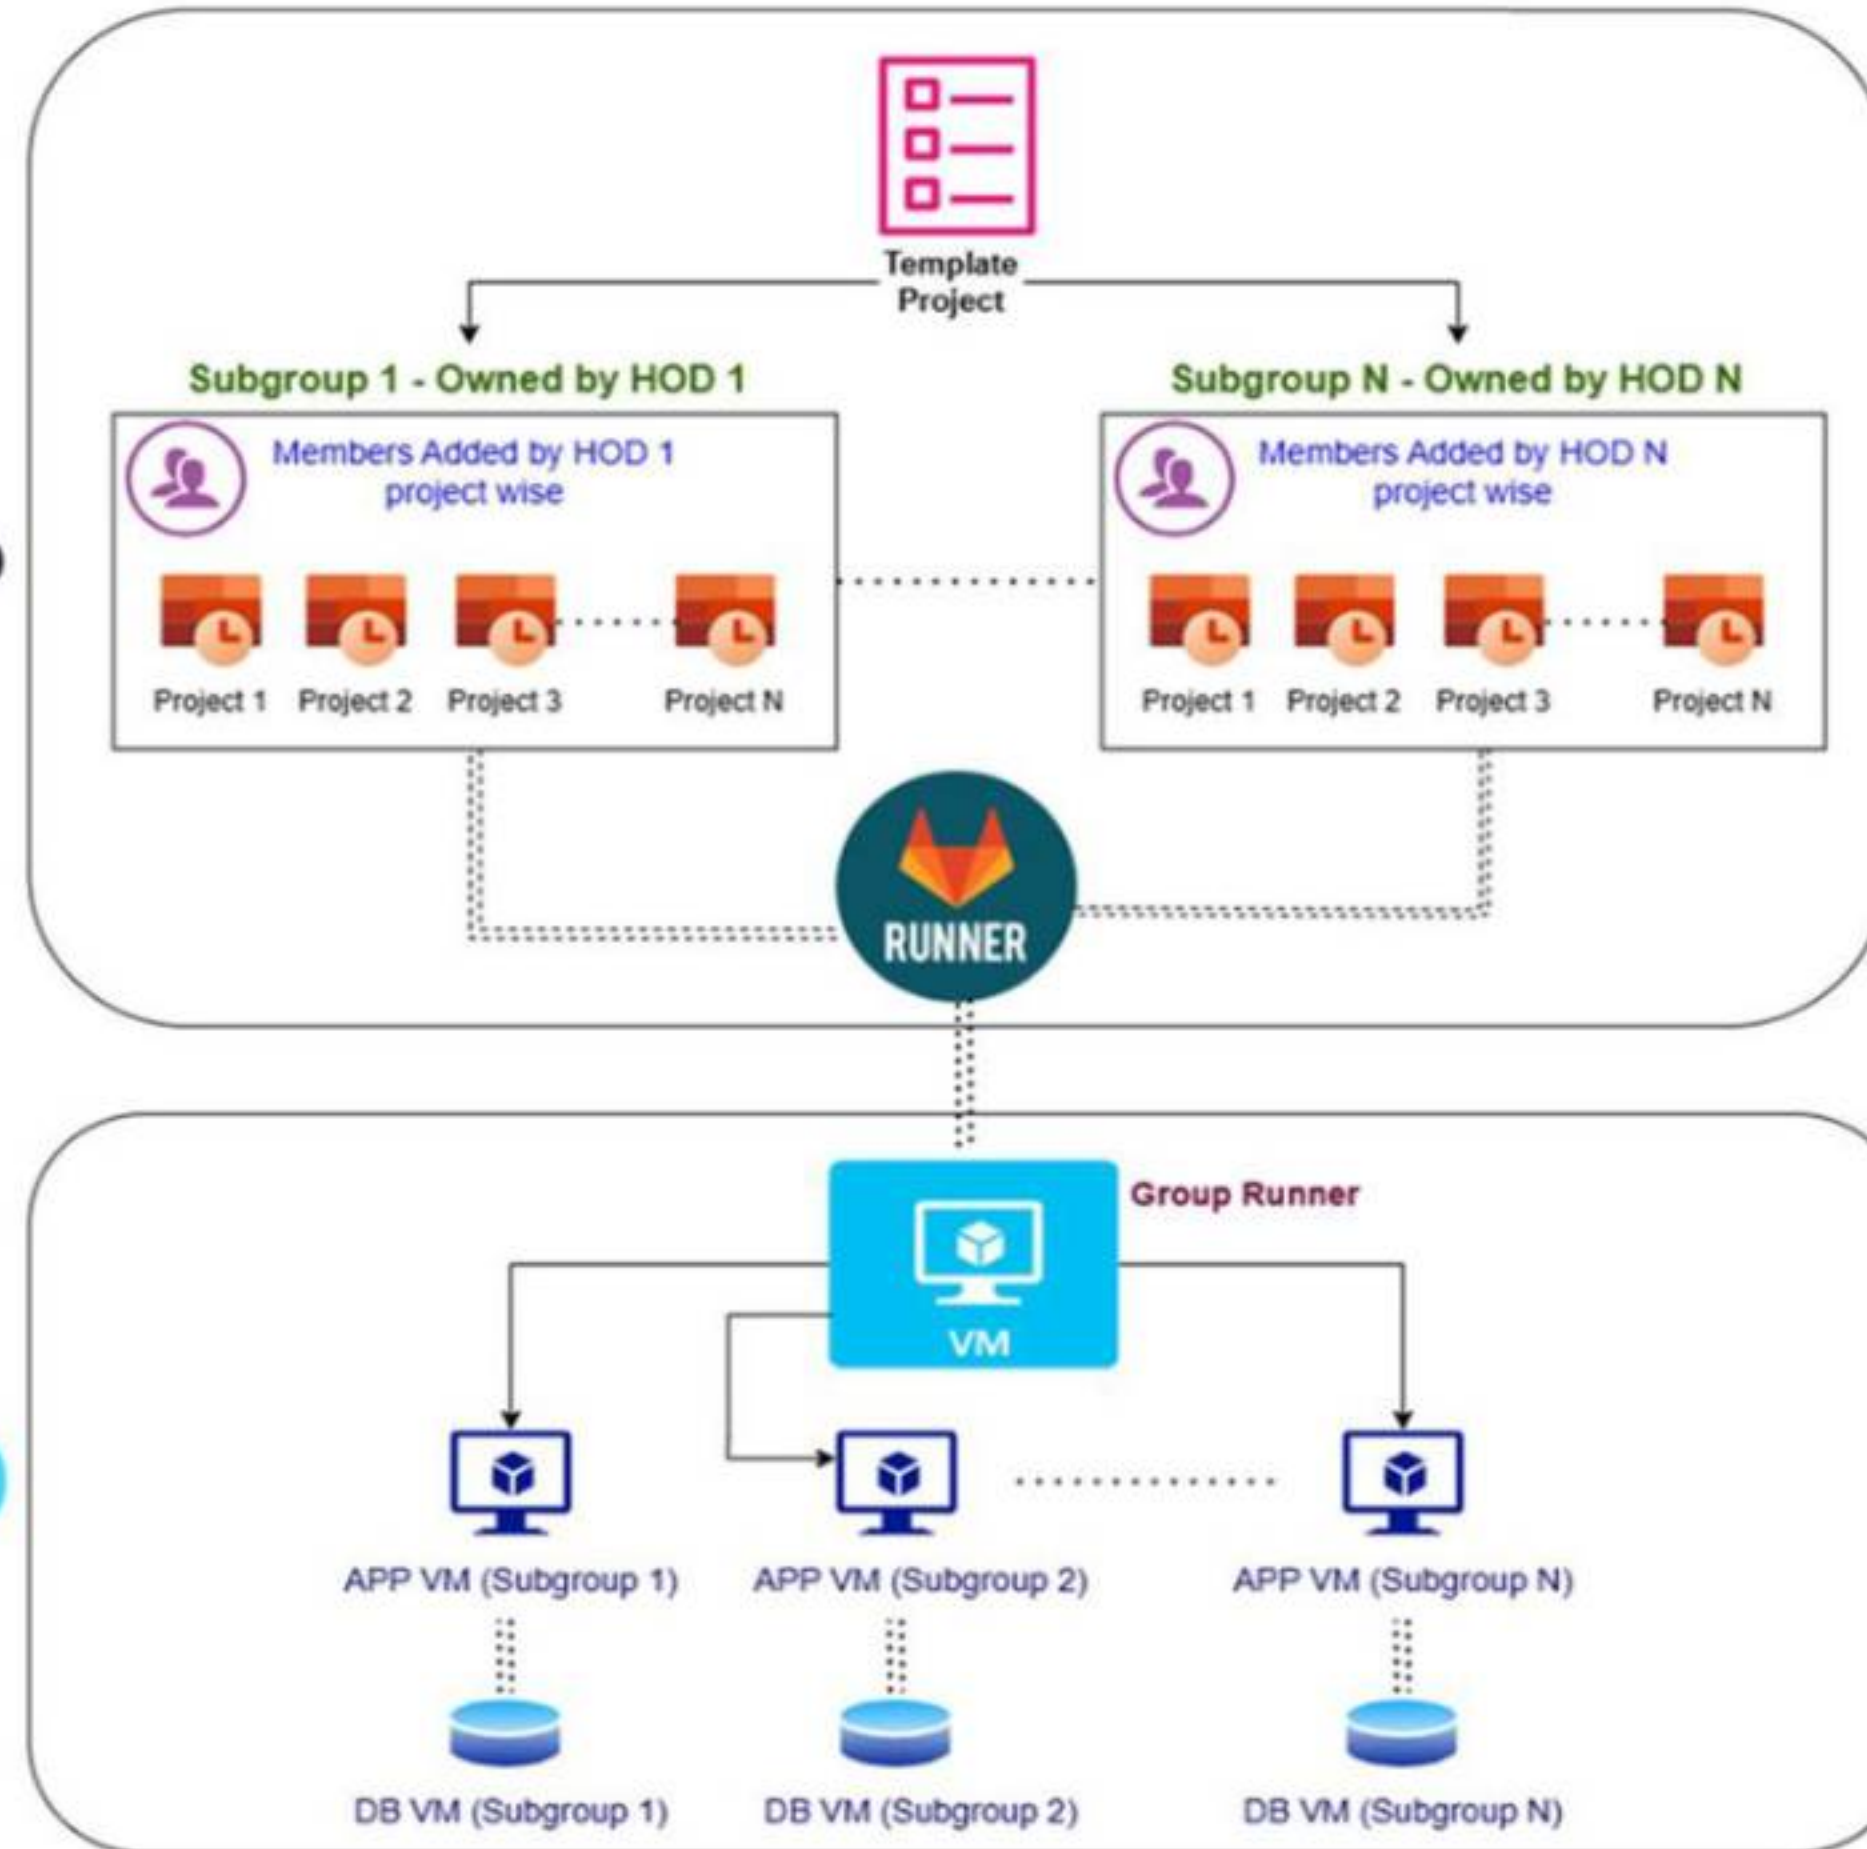 Template
Project
Subgroup 1 - Owned by HOD 1
Subgroup N - Owned by HOD N
Members Added by HOD 1
project wise
Members Added by HOD N
project wise
Project 1
Project 2
Project 3
Project N
Project 1
Project 2
Project 3
Project N
RUNNER
Group Runner
VM
APP VM (Subgroup 1)
APP VM (Subgroup 2)
APP VM (Subgroup N)
DB VM (Subgroup 1)
DB VM (Subgroup 2)
DB VM (Subgroup N)